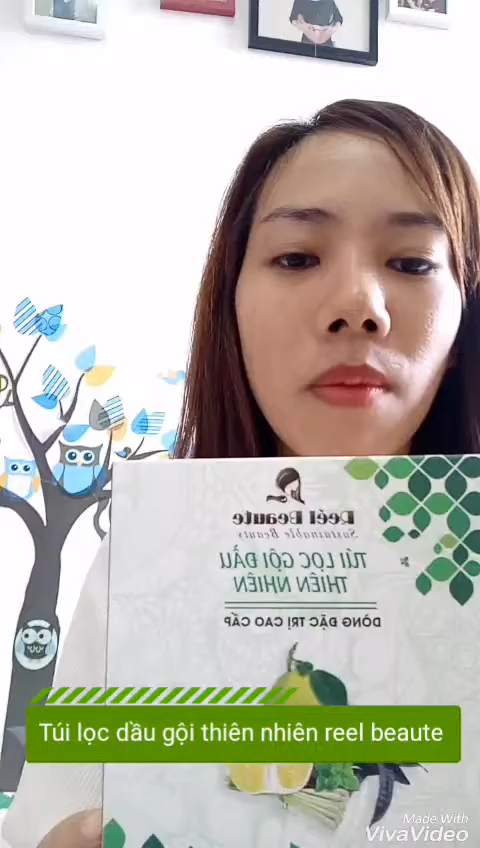 Reel Beaute
Sustainable Beauty
TÚI LỌC GỘI ĐẦU
THIÊN NHIÊN
DÒNG ĐẶC TRỊ CAO CẤP
Túi lọc dầu gội thiên nhiên reel beaute
Made With
VivaVideo